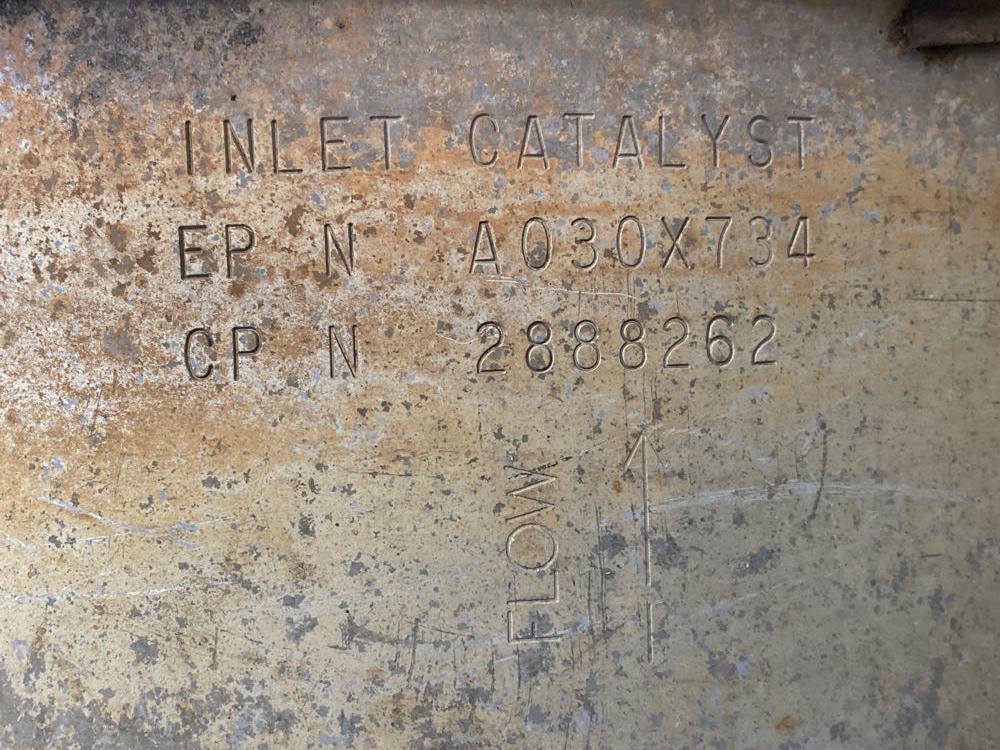 INLET CATALYST
EP N A030X734
CP N 2888262
FLOW